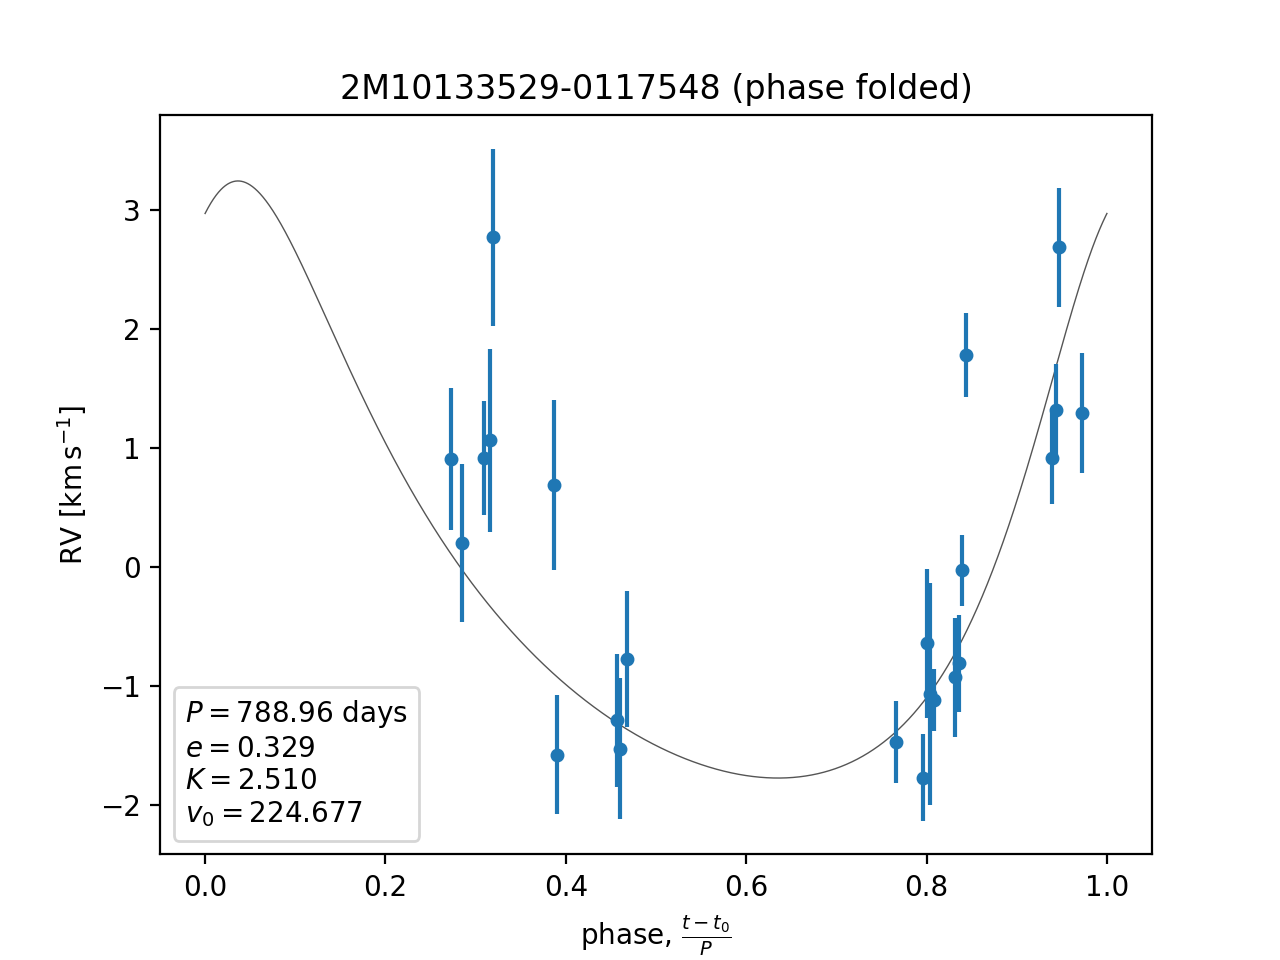 2M10133529-0117548 (phase folded)
RV [km s⁻¹]
3
2
1
0
−1
−2
P = 788.96 days
e = 0.329
K = 2.510
v₀ = 224.677
0.0 0.2 0.4 0.6 0.8 1.0
phase, (t − t₀)/P